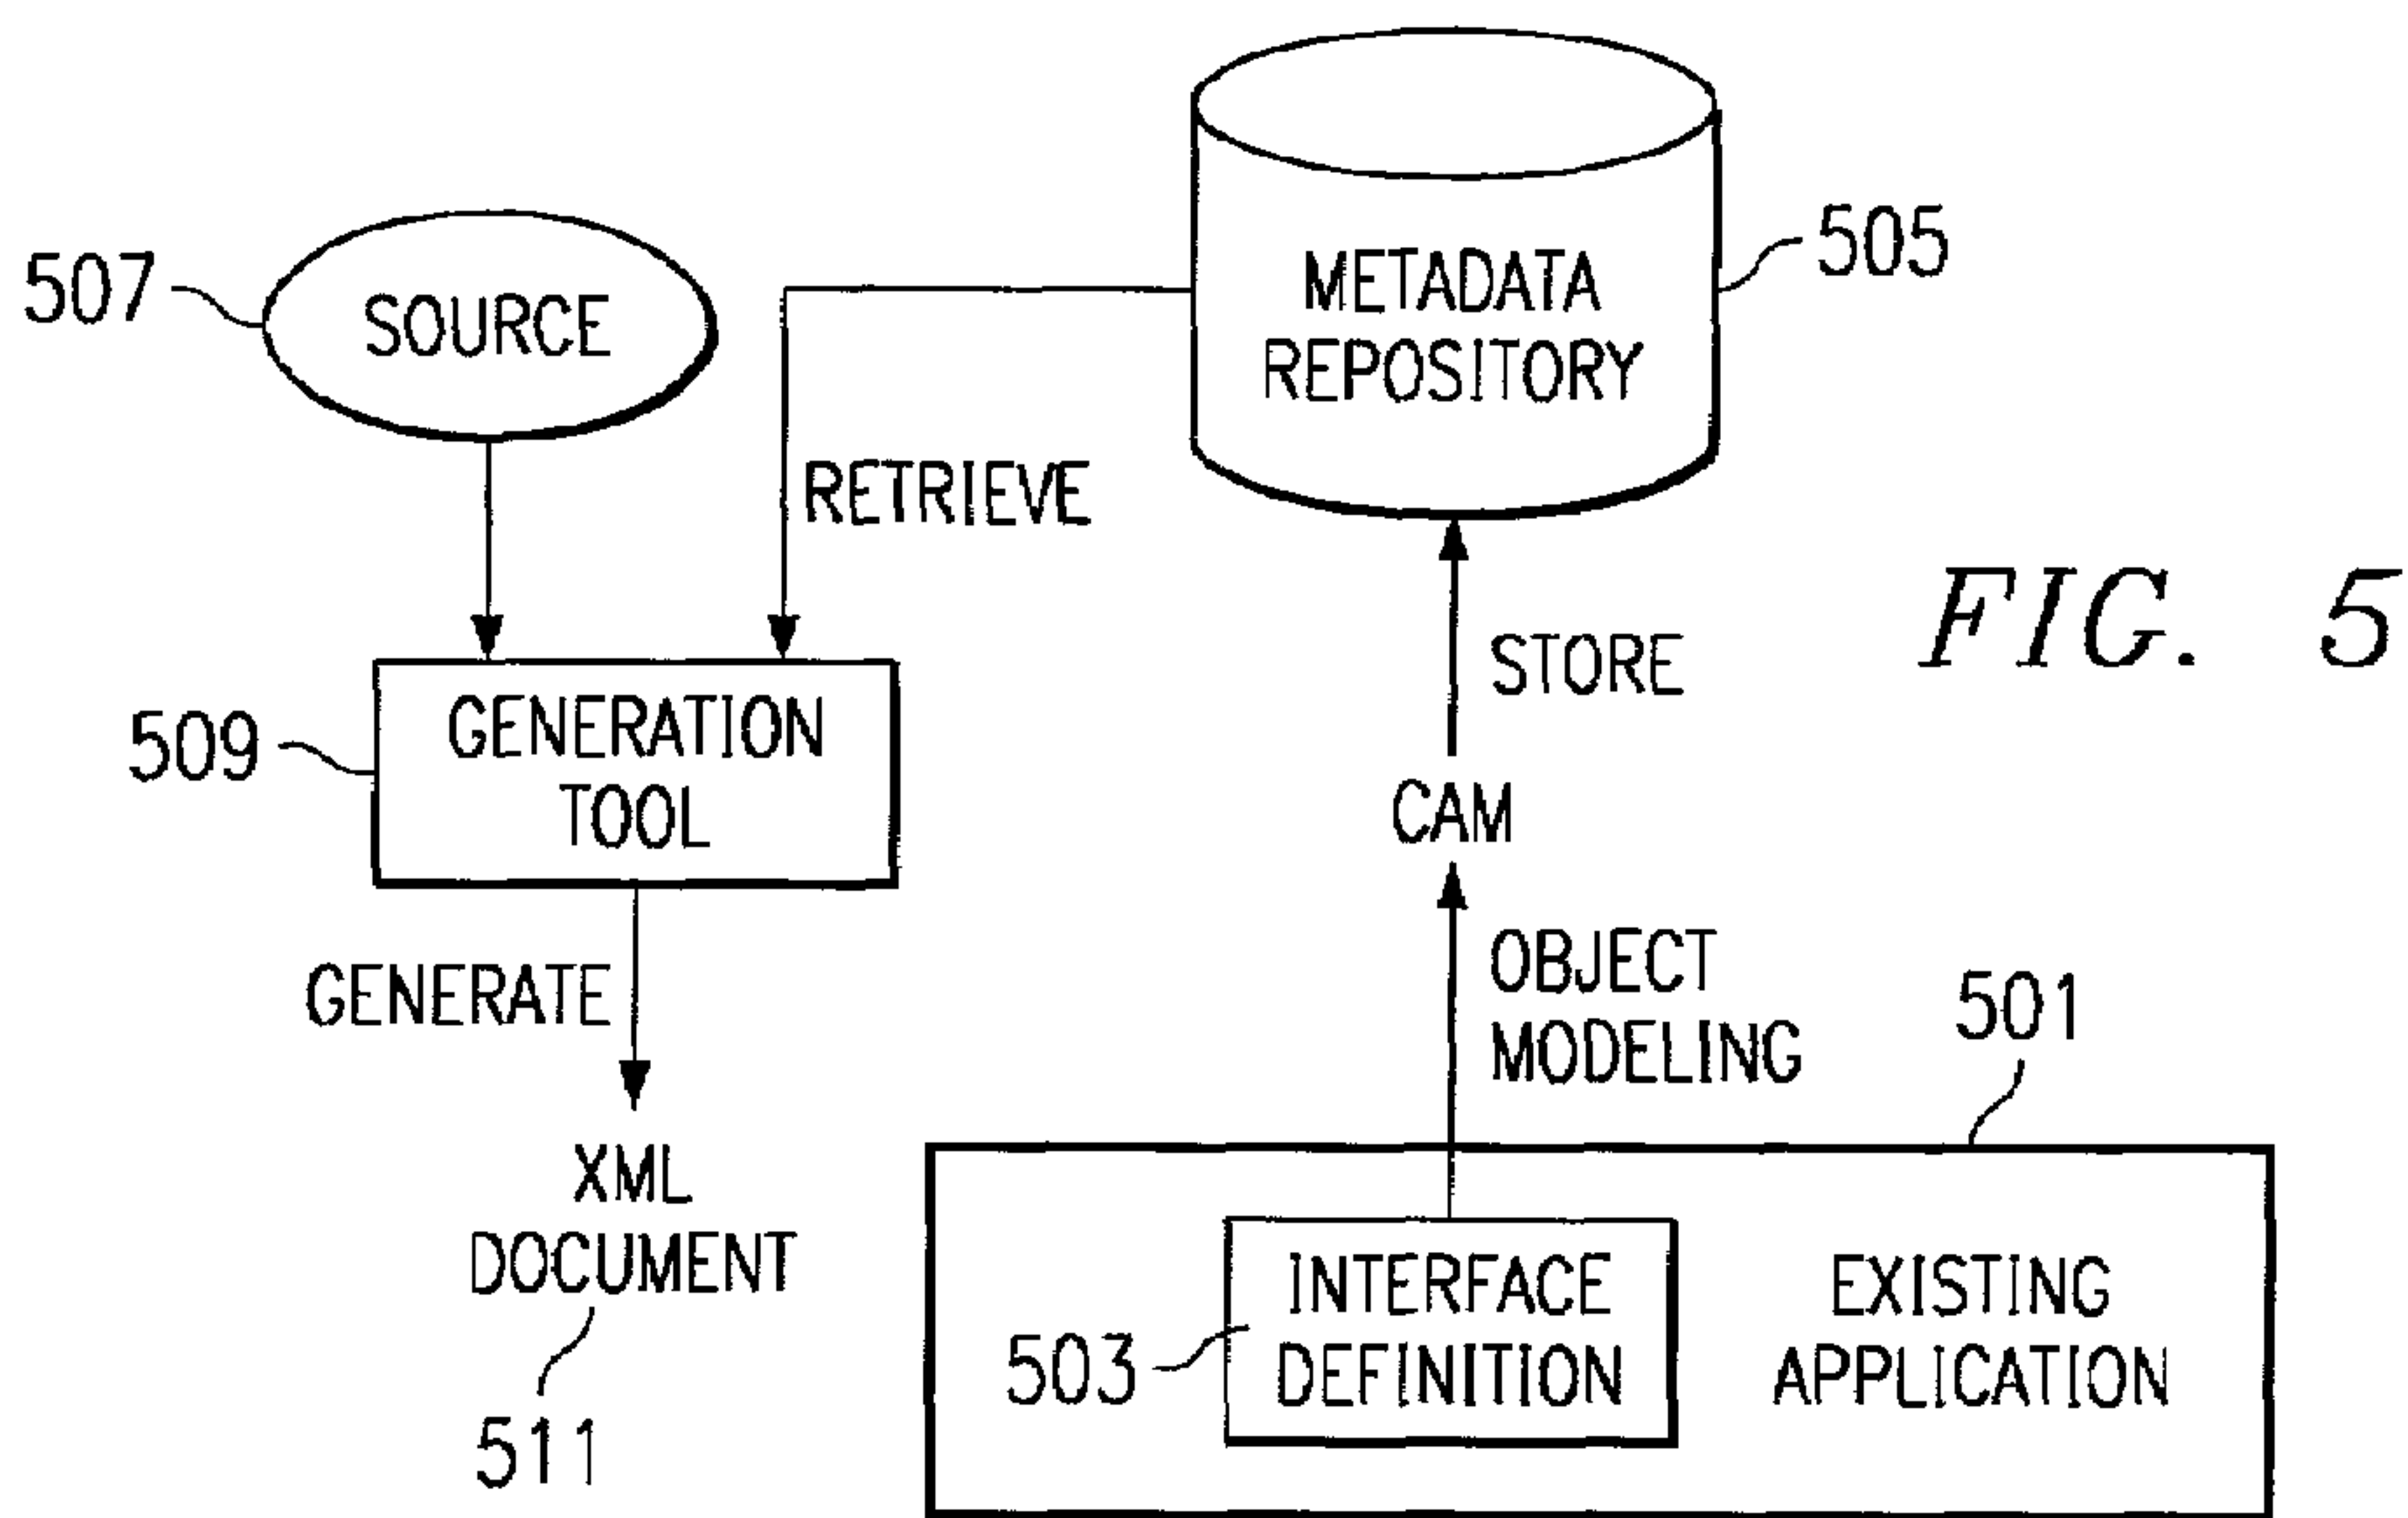 505
METADATA
REPOSITORY
507
SOURCE
RETRIEVE
FIG. 5
STORE
509
GENERATION
TOOL
CAM
GENERATE
OBJECT
MODELING
501
XML
DOCUMENT
511
503
INTERFACE
DEFINITION
EXISTING
APPLICATION